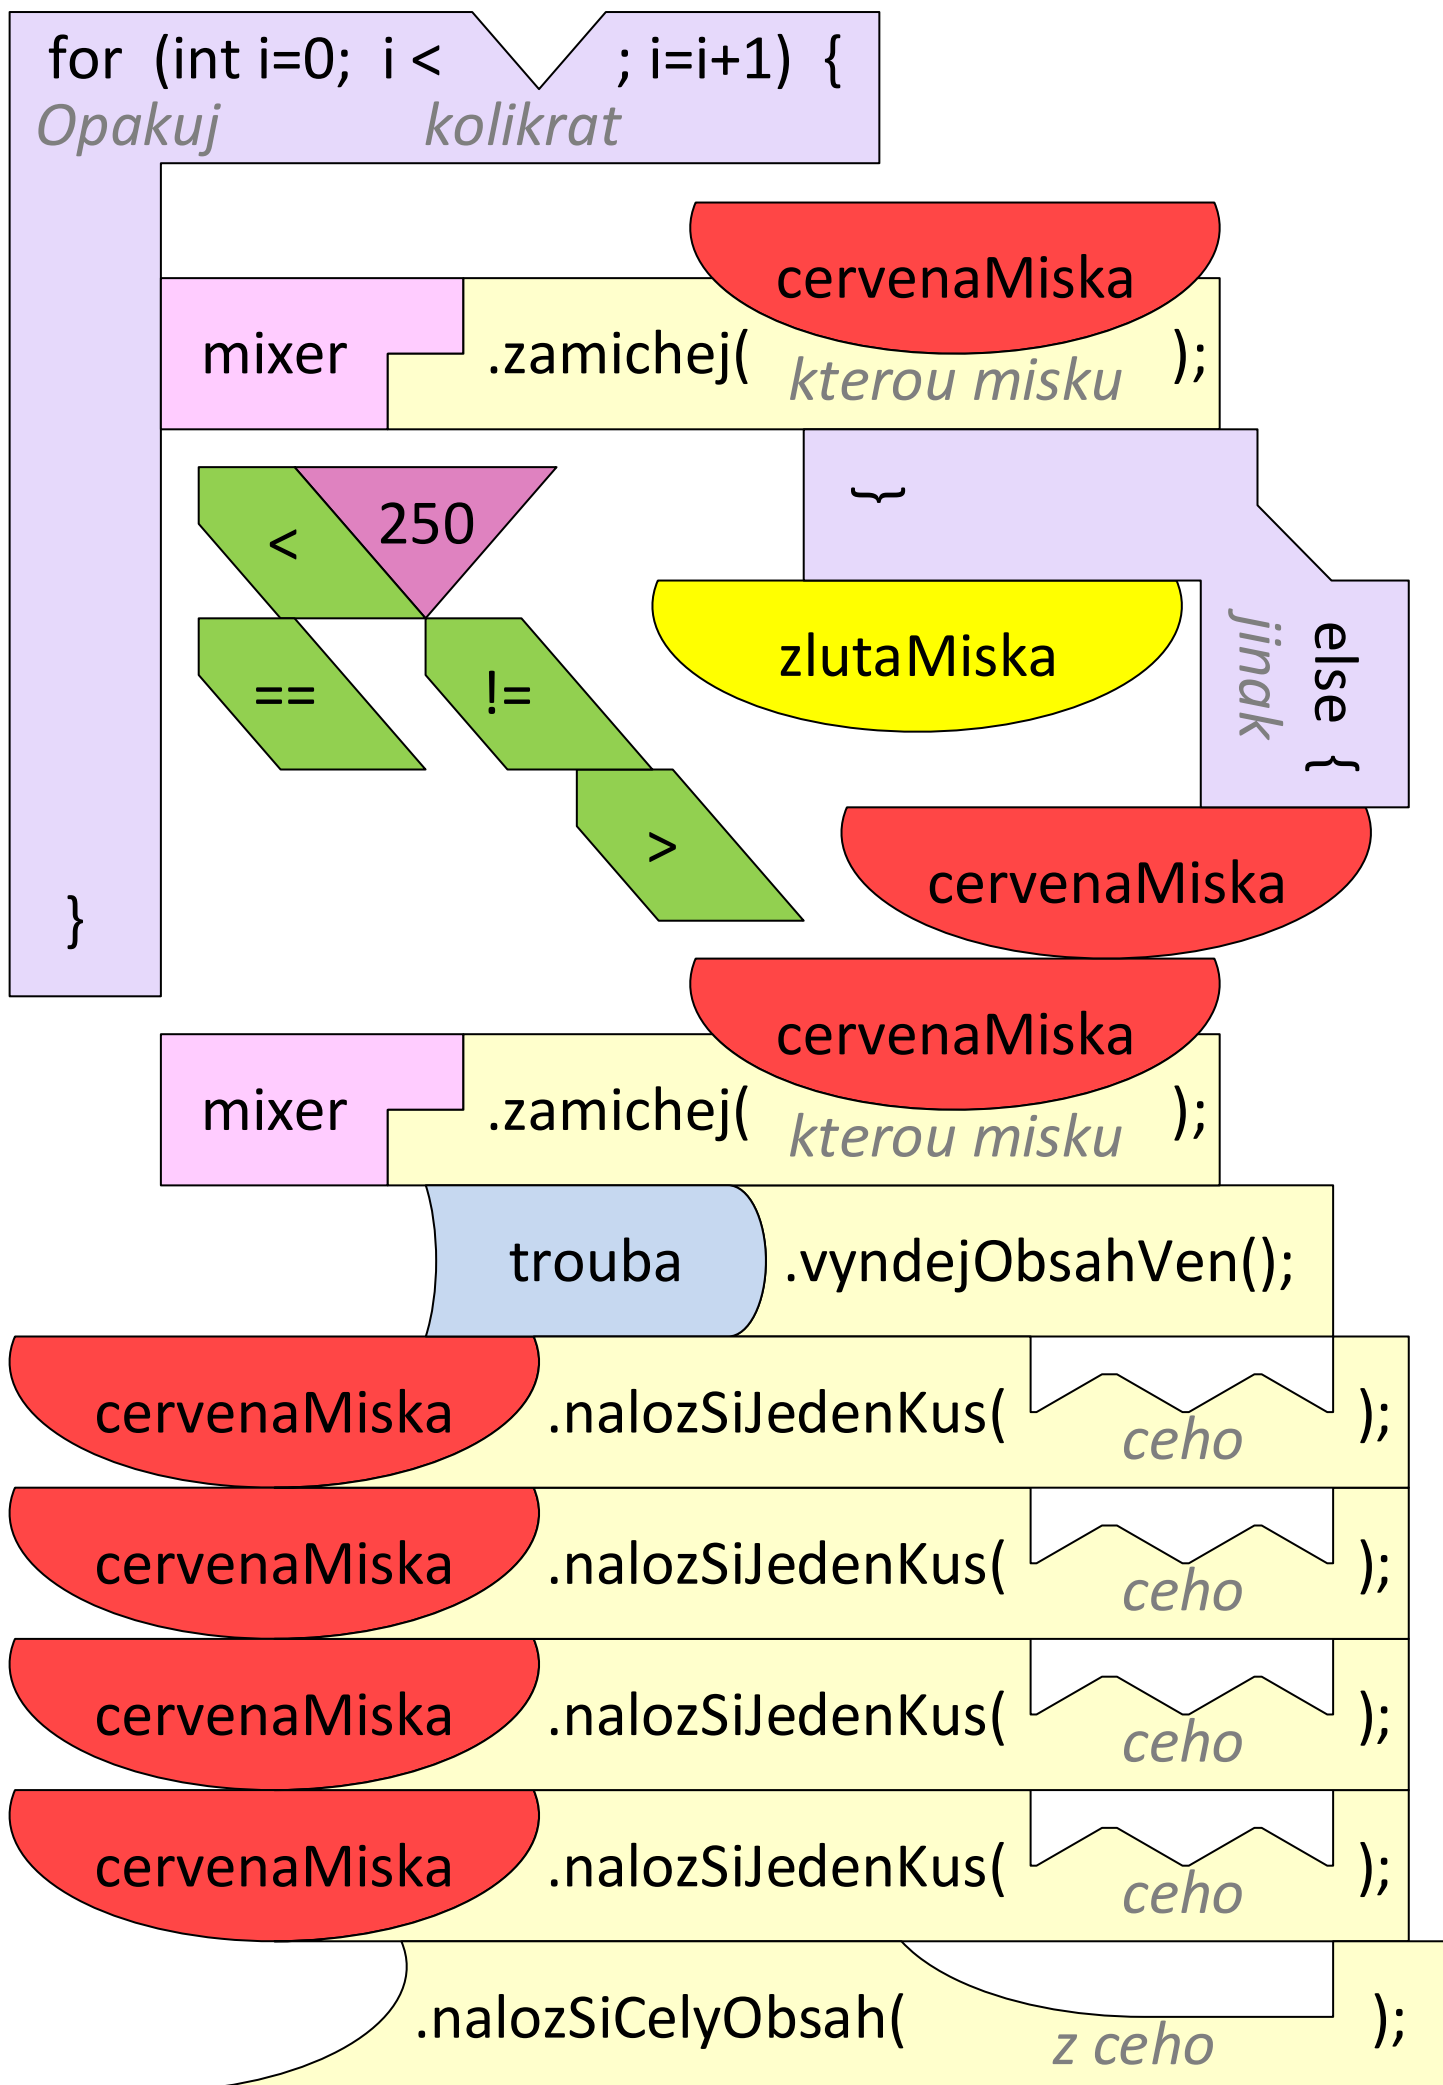 for (int i=0; i < ; i=i+1) {
Opakuj kolikrat
cervenaMiska
mixer .zamichej( );
kterou misku
}
< 250
zlutaMiska
else {
jinak
== !=
>
cervenaMiska
}
cervenaMiska
mixer .zamichej( );
kterou misku
trouba .vyndejObsahVen();
cervenaMiska .nalozSiJedenKus( );
ceho
cervenaMiska .nalozSiJedenKus( );
ceho
cervenaMiska .nalozSiJedenKus( );
ceho
cervenaMiska .nalozSiJedenKus( );
ceho
.nalozSiCelyObsah( );
z ceho